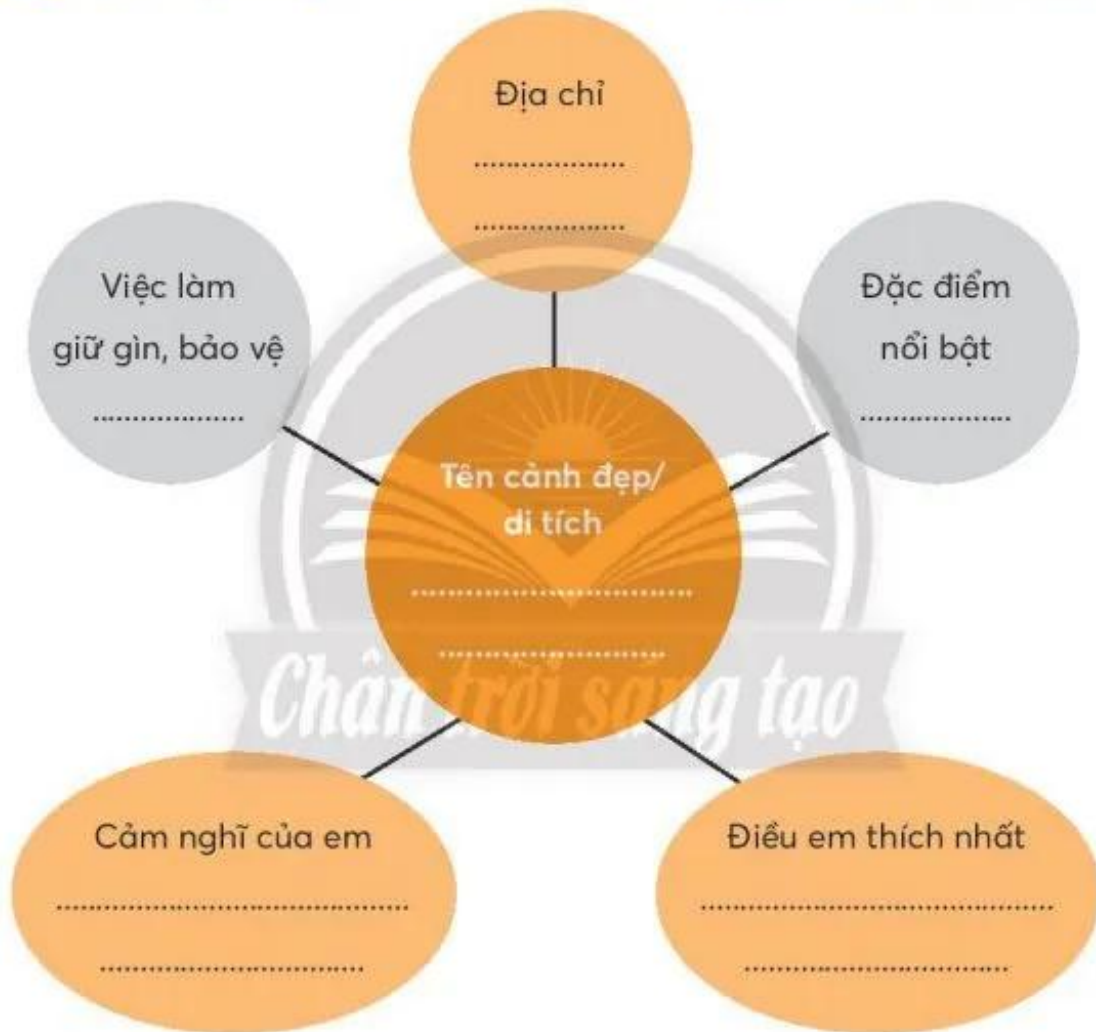 Địa chỉ
....................
....................
Việc làm
giữ gìn, bảo vệ
....................
Đặc điểm
nổi bật
....................
Tên cảnh đẹp/
di tích
....................................
.............................
Chân trời sáng tạo
Cảm nghĩ của em
.............................................
..................................
Điều em thích nhất
.............................................
..................................